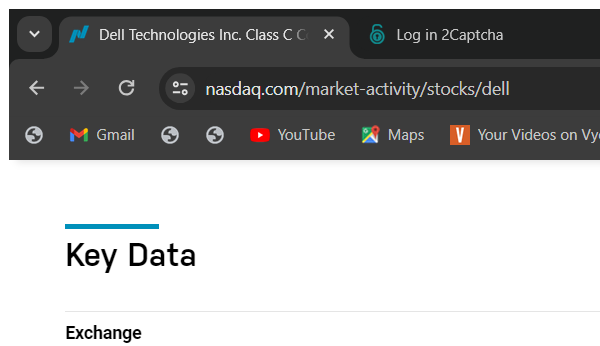 Dell Technologies Inc. Class C
Log in 2Captcha
nasdaq.com/market-activity/stocks/dell
Gmail YouTube Maps Your Videos on
Key Data
Exchange